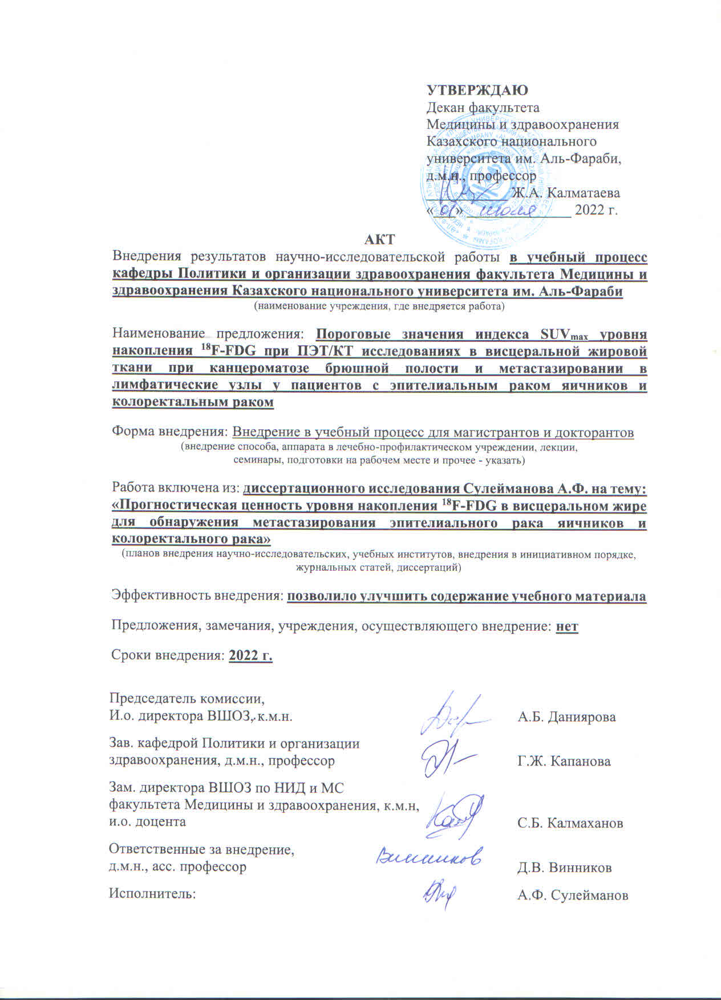 УТВЕРЖДАЮ
Декан факультета
Медицины и здравоохранения
Казахского национального
университета им. Аль-Фараби,
д.м.н., профессор
Ж.А. Калматаева
« » июля 2022 г.
АКТ
Внедрения результатов научно-исследовательской работы в учебный процесс
кафедры Политики и организации здравоохранения факультета Медицины и
здравоохранения Казахского национального университета им. Аль-Фараби
(наименование учреждения, где внедряется работа)
Наименование предложения: Пороговые значения индекса SUVmax уровня
накопления 18F-FDG при ПЭТ/КТ исследованиях в висцеральной жировой
ткани при канцероматозе брюшной полости и метастазировании в
лимфатические узлы у пациентов с эпителиальным раком яичников и
колоректальным раком
Форма внедрения: Внедрение в учебный процесс для магистрантов и докторантов
(внедрение способа, аппарата в лечебно-профилактическом учреждении, лекции,
семинары, подготовки на рабочем месте и прочее - указать)
Работа включена из: диссертационного исследования Сулейманова А.Ф. на тему:
«Прогностическая ценность уровня накопления 18F-FDG в висцеральном жире
для обнаружения метастазирования эпителиального рака яичников и
колоректального рака»
(планов внедрения научно-исследовательских, учебных институтов, внедрения в инициативном порядке,
журнальных статей, диссертаций)
Эффективность внедрения: позволило улучшить содержание учебного материала
Предложения, замечания, учреждения, осуществляющего внедрение: нет
Сроки внедрения: 2022 г.
Председатель комиссии,
И.о. директора ВШОЗ, к.м.н. А.Б. Даниярова
Зав. кафедрой Политики и организации
здравоохранения, д.м.н., профессор Г.Ж. Капанова
Зам. директора ВШОЗ по НИД и МС
факультета Медицины и здравоохранения, к.м.н,
и.о. доцента С.Б. Калмаханов
Ответственные за внедрение,
д.м.н., асс. профессор Винников Д.В. Винников
Исполнитель: А.Ф. Сулейманов